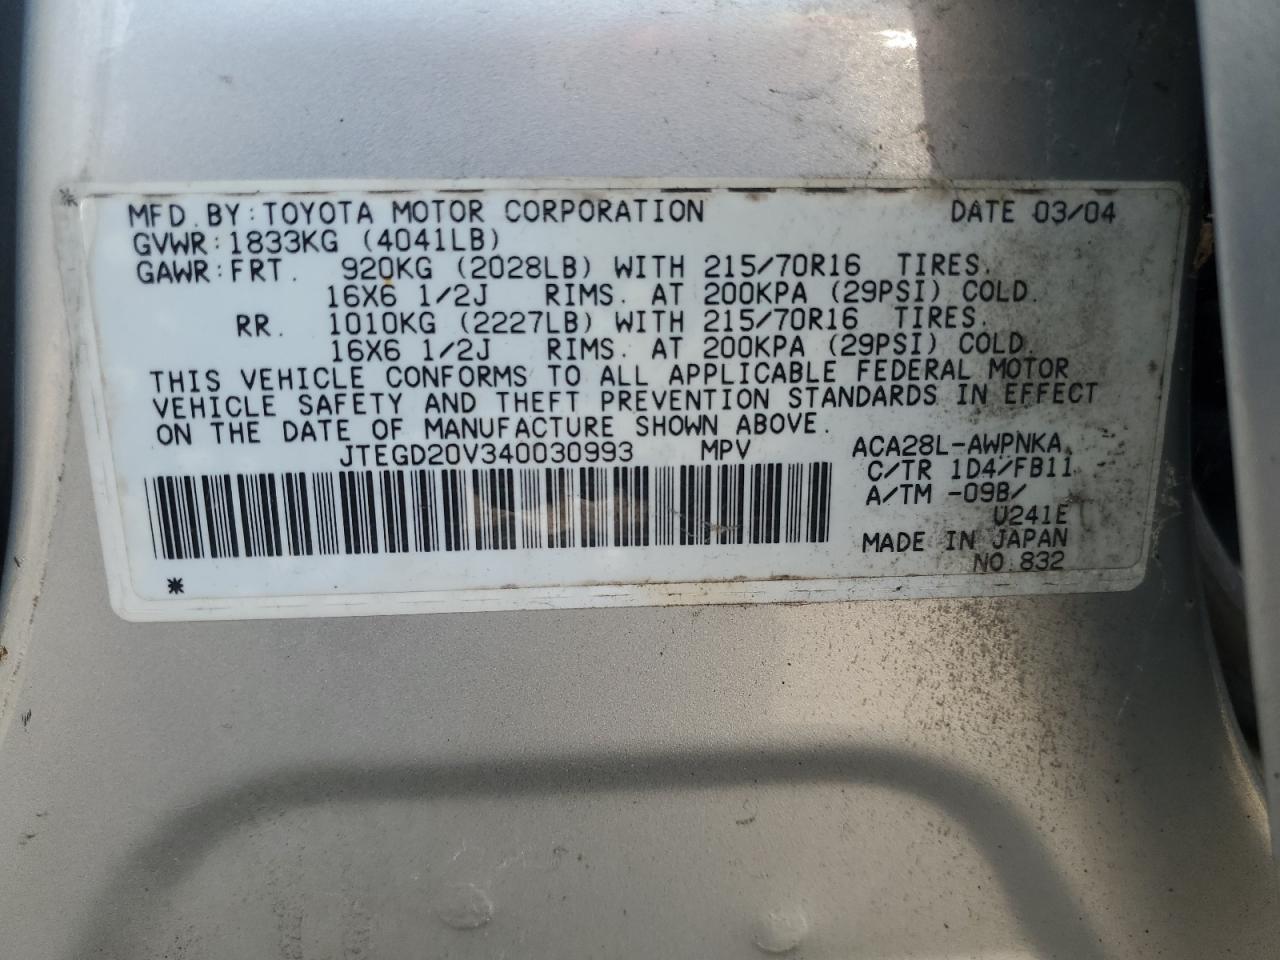 MFD. BY: TOYOTA MOTOR CORPORATION DATE 03/04
GVWR: 1833KG (4041LB)
GAWR: FRT. 920KG (2028LB) WITH 215/70R16 TIRES.
16X6 1/2J RIMS. AT 200KPA (29PSI) COLD.
RR. 1010KG (2227LB) WITH 215/70R16 TIRES.
16X6 1/2J RIMS. AT 200KPA (29PSI) COLD.
THIS VEHICLE CONFORMS TO ALL APPLICABLE FEDERAL MOTOR
VEHICLE SAFETY AND THEFT PREVENTION STANDARDS IN EFFECT
ON THE DATE OF MANUFACTURE SHOWN ABOVE.
JTEGD20V340030993 MPV ACA28L-AWPNKA
C/TR 1D4/FB11
A/TM -09B/
U241E
MADE IN JAPAN
NO.832